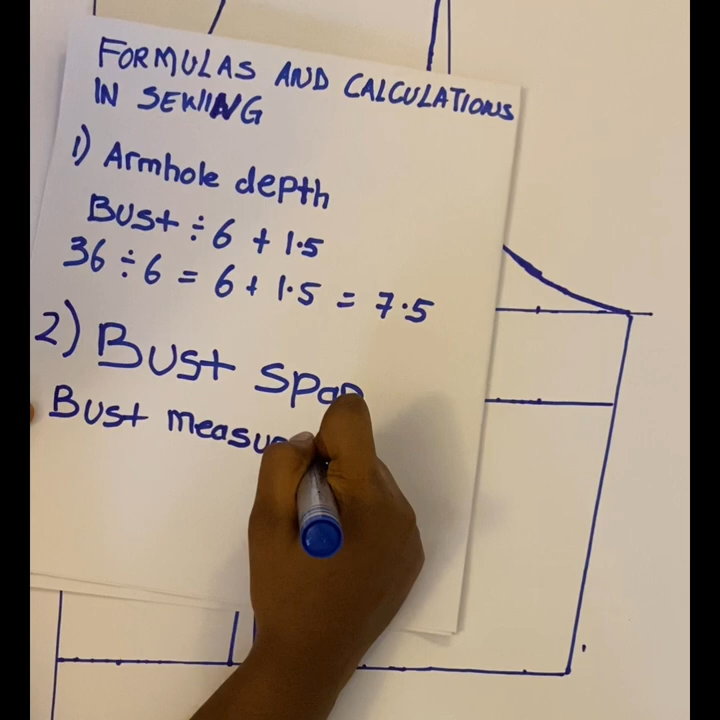 FORMULAS AND CALCULATIONS
IN SEWING
1) Armhole depth
Bust ÷ 6 + 1.5
36 ÷ 6 = 6 + 1.5 = 7.5
2) Bust span
Bust